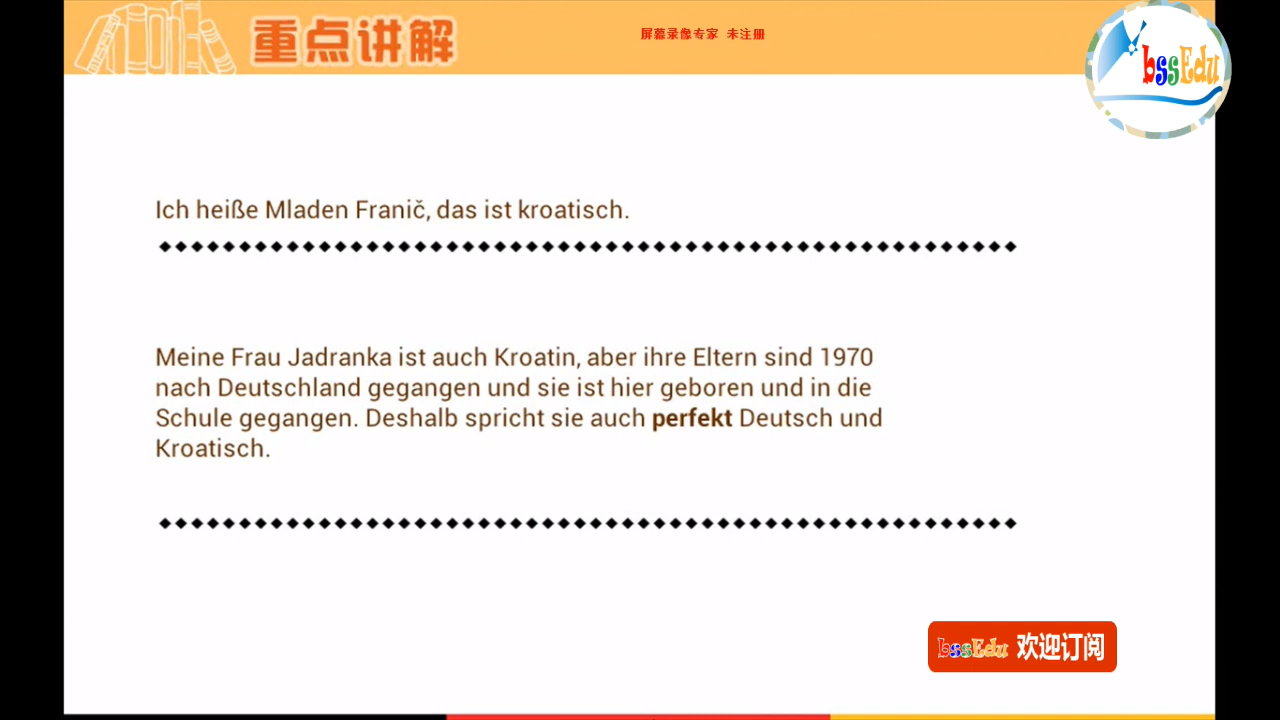 重点讲解
屏幕录像专家 未注册
bssEdu
Ich heiße Mladen Franič, das ist kroatisch.
Meine Frau Jadranka ist auch Kroatin, aber ihre Eltern sind 1970
nach Deutschland gegangen und sie ist hier geboren und in die
Schule gegangen. Deshalb spricht sie auch perfekt Deutsch und
Kroatisch.
bssEdu 欢迎订阅